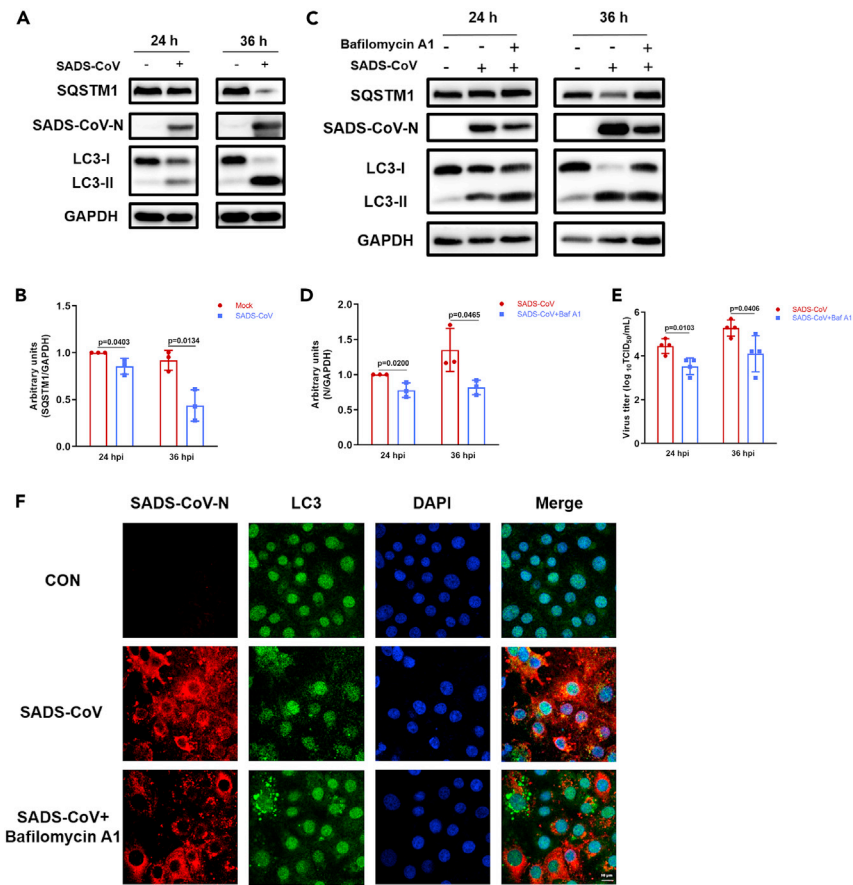 A
24 h 36 h
SADS-CoV - + - +
SQSTM1
SADS-CoV-N
LC3-I
LC3-II
GAPDH
C
24 h 36 h
Bafilomycin A1 - - + - - +
SADS-CoV - + + - + +
SQSTM1
SADS-CoV-N
LC3-I
LC3-II
GAPDH
B
Arbitrary units
(SQSTM1/GAPDH)
1.5
1.0
0.5
0.0
p=0.0403
p=0.0134
Mock
SADS-CoV
24 hpi 36 hpi
D
Arbitrary units
(N/GAPDH)
2.0
1.5
1.0
0.5
0.0
p=0.0200
p=0.0465
SADS-CoV
SADS-CoV+Baf A1
24 hpi 36 hpi
E
Virus titer (log 10TCID50/mL)
6
4
2
0
p=0.0103
p=0.0406
SADS-CoV
SADS-CoV+Baf A1
24 hpi 36 hpi
F
SADS-CoV-N LC3 DAPI Merge
CON
SADS-CoV
SADS-CoV+
Bafilomycin A1